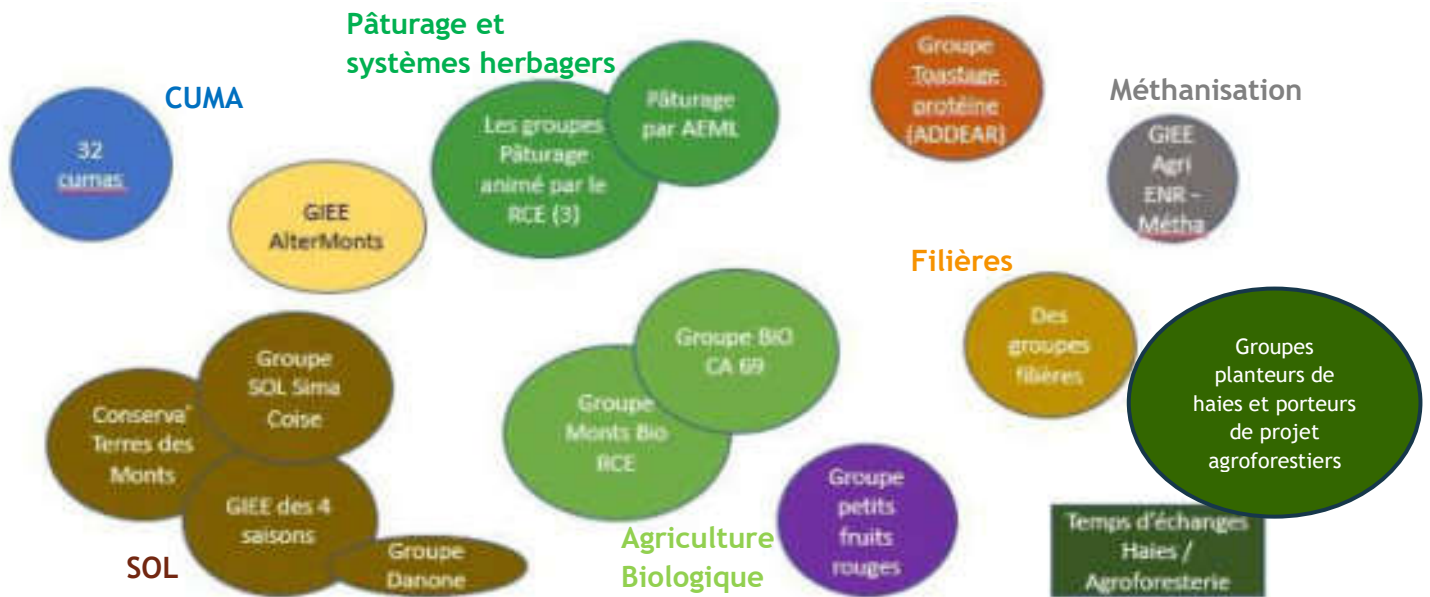 Pâturage et
systèmes herbagers
CUMA
32
cumas
GIEE
AlterMonts
Les groupes
Pâturage
animé par le
RCE (3)
Pâturage
par AEML
Groupe
Toastage
protéine
(ADDEAR)
Méthanisation
GIEE
Agri
ENR –
Métha
Filières
Des
groupes
filières
Groupes
planteurs de
haies et porteurs
de projet
agroforestiers
Temps d'échanges
Haies /
Agroforesterie
Groupe
SOL Sima
Coise
Conserva°
Terres des
Monts
GIEE des 4
saisons
Groupe
Danone
SOL
Groupe BIO
CA 69
Groupe
Monts Bio
RCE
Agriculture
Biologique
Groupe
petits
fruits
rouges